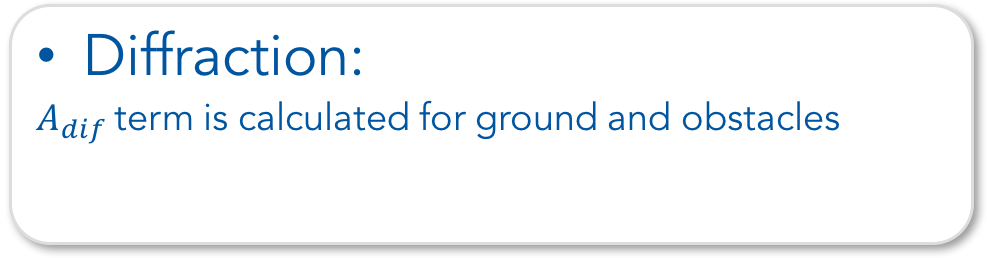 • Diffraction:
A_dif term is calculated for ground and obstacles